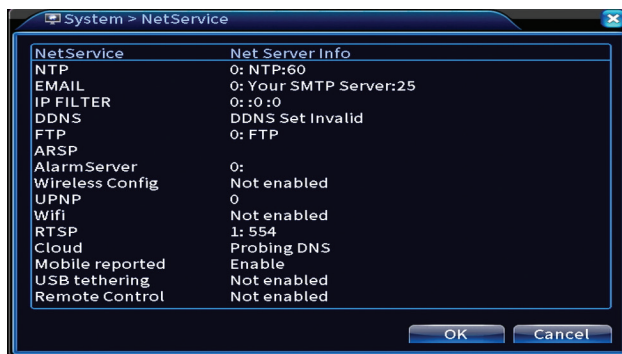 System > NetService
NetService Net Server Info
NTP 0: NTP:60
EMAIL 0: Your SMTP Server:25
IP FILTER 0: :0 :0
DDNS DDNS Set Invalid
FTP 0: FTP
ARSP
AlarmServer 0:
Wireless Config Not enabled
UPNP 0
Wifi Not enabled
RTSP 1: 554
Cloud Probing DNS
Mobile reported Enable
USB tethering Not enabled
Remote Control Not enabled
OK Cancel